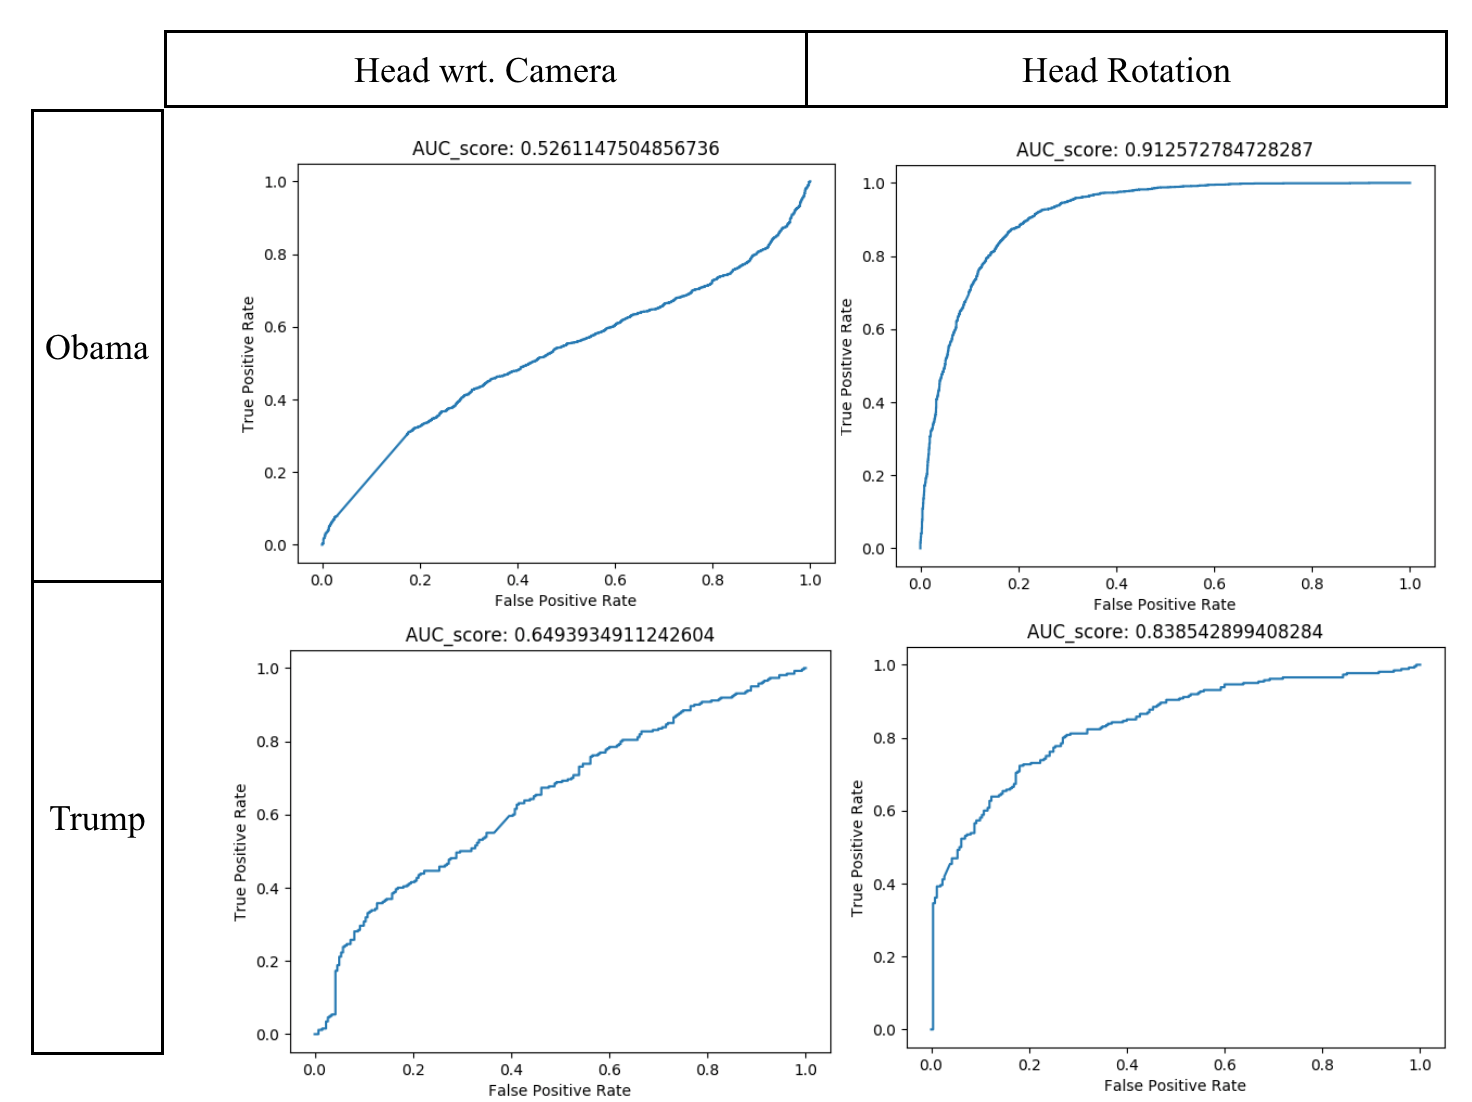 Head wrt. Camera
Head Rotation
Obama
AUC_score: 0.5261147504856736
1.0
0.8
0.6
0.4
0.2
0.0
True Positive Rate
0.0 0.2 0.4 0.6 0.8 1.0
False Positive Rate
AUC_score: 0.912572784728287
1.0
0.8
0.6
0.4
0.2
0.0
True Positive Rate
0.0 0.2 0.4 0.6 0.8 1.0
False Positive Rate
Trump
AUC_score: 0.6493934911242604
1.0
0.8
0.6
0.4
0.2
0.0
True Positive Rate
0.0 0.2 0.4 0.6 0.8 1.0
False Positive Rate
AUC_score: 0.838542899408284
1.0
0.8
0.6
0.4
0.2
0.0
True Positive Rate
0.0 0.2 0.4 0.6 0.8 1.0
False Positive Rate